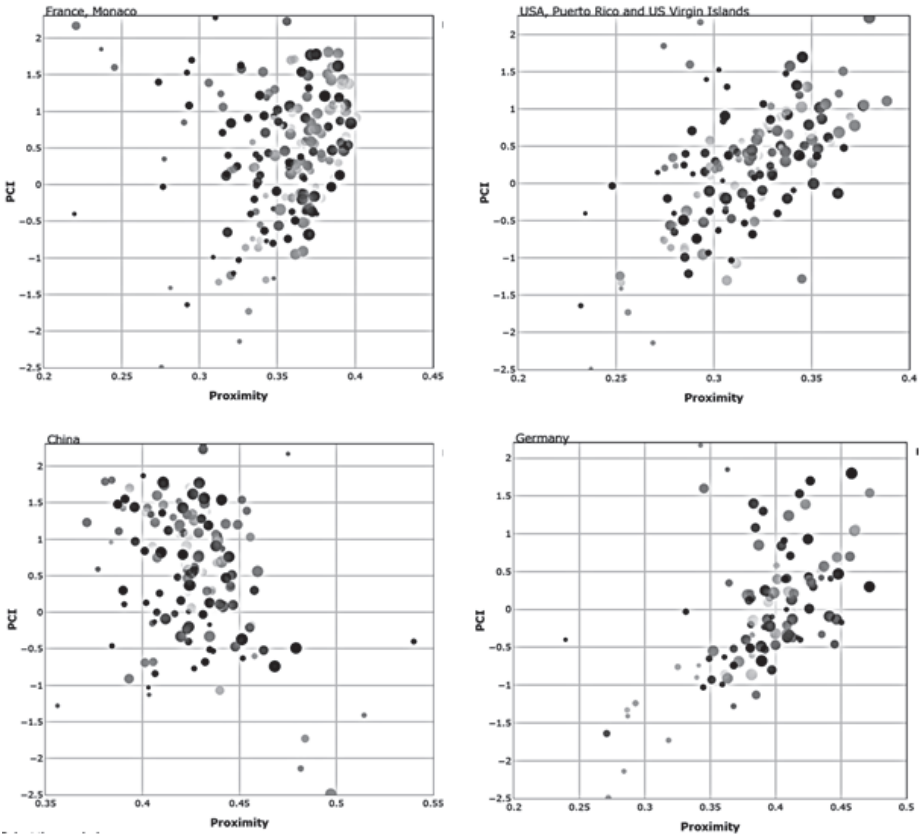 France, Monaco
PCI
2
1.5
1
0.5
0
−0.5
−1
−1.5
−2
−2.5
0.2 0.25 0.3 0.35 0.4 0.45
Proximity
USA, Puerto Rico and US Virgin Islands
PCI
2
1.5
1
0.5
0
−0.5
−1
−1.5
−2
−2.5
0.2 0.25 0.3 0.35 0.4
Proximity
China
PCI
2
1.5
1
0.5
0
−0.5
−1
−1.5
−2
−2.5
0.35 0.4 0.45 0.5 0.55
Proximity
Germany
PCI
2
1.5
1
0.5
0
−0.5
−1
−1.5
−2
−2.5
0.2 0.25 0.3 0.35 0.4 0.45 0.5
Proximity